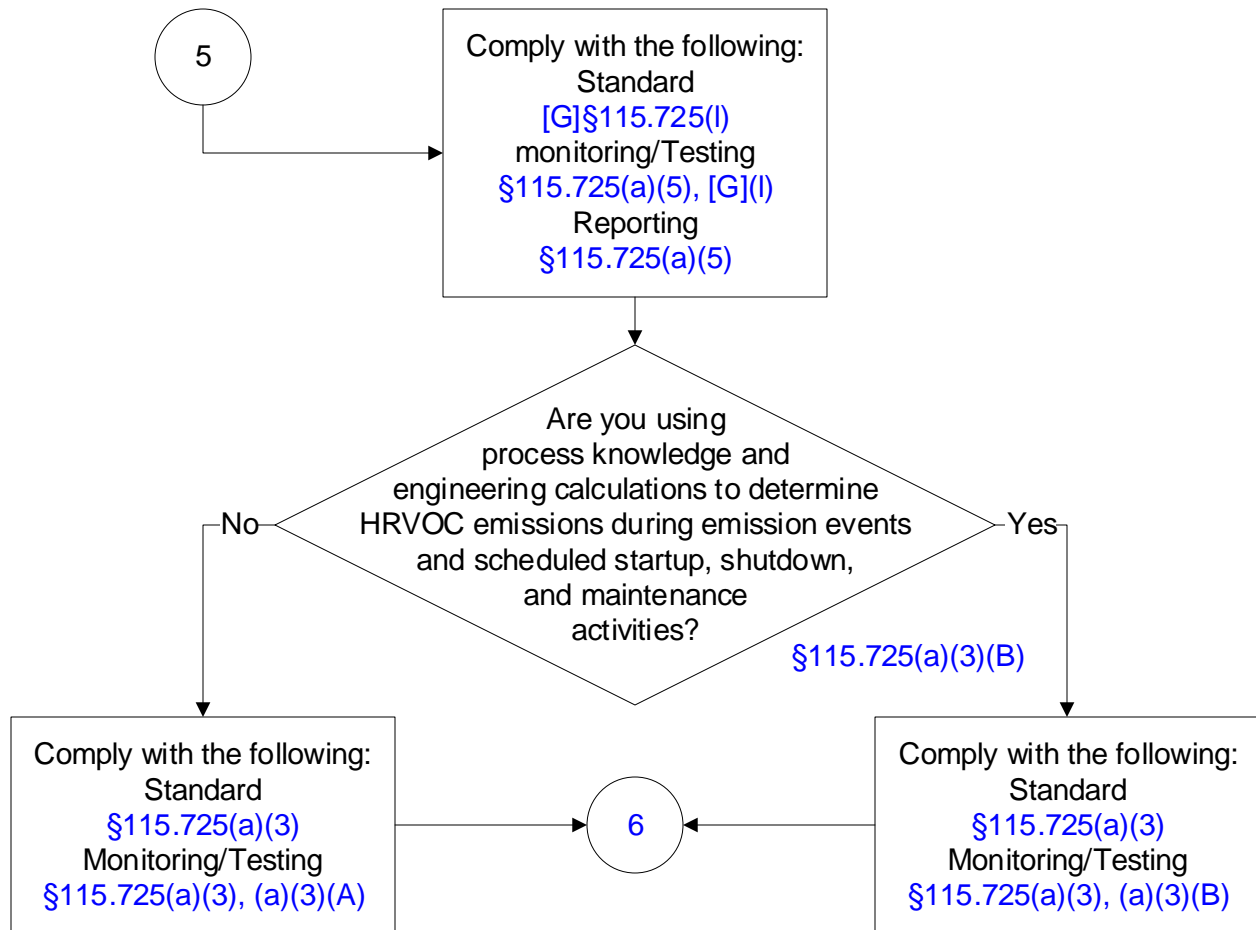 5
Comply with the following:
Standard
[G]§115.725(l)
monitoring/Testing
§115.725(a)(5), [G](l)
Reporting
§115.725(a)(5)
Are you using
process knowledge and
engineering calculations to determine
HRVOC emissions during emission events
and scheduled startup, shutdown,
and maintenance
activities?
No
Yes
§115.725(a)(3)(B)
Comply with the following:
Standard
§115.725(a)(3)
Monitoring/Testing
§115.725(a)(3), (a)(3)(A)
6
Comply with the following:
Standard
§115.725(a)(3)
Monitoring/Testing
§115.725(a)(3), (a)(3)(B)